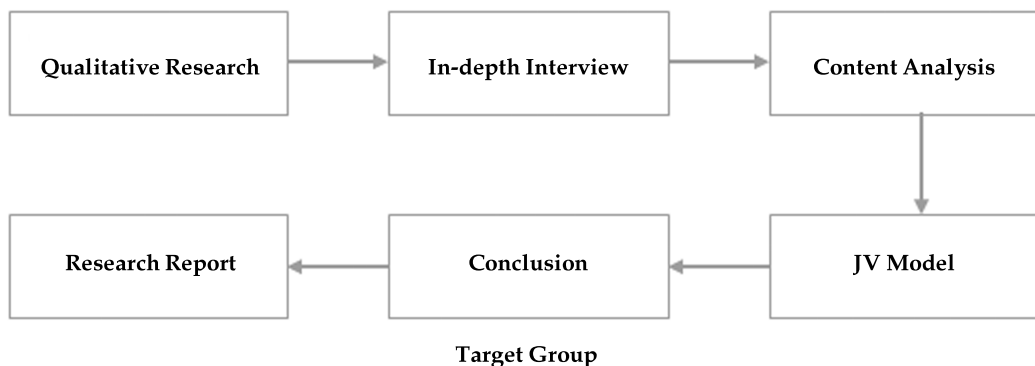 Qualitative Research
In-depth Interview
Content Analysis
Research Report
Conclusion
JV Model
Target Group